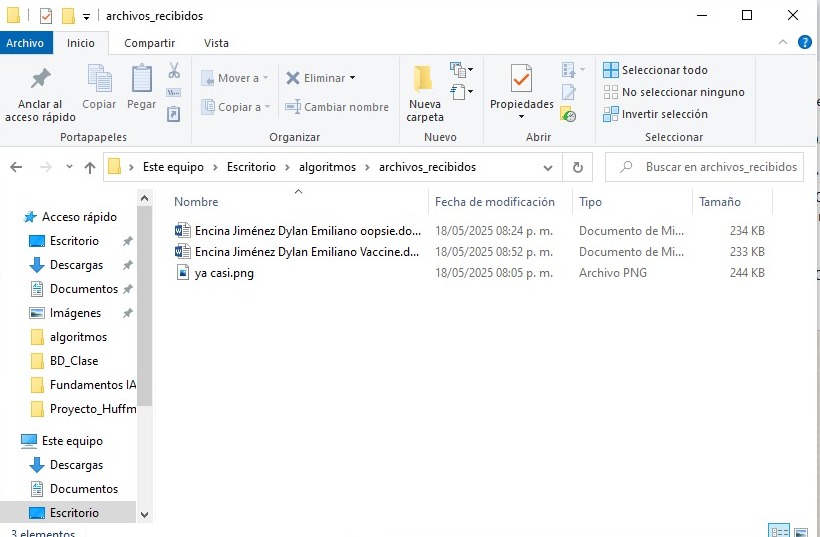 archivos_recibidos
Archivo Inicio Compartir Vista
Anclar al acceso rápido
Copiar
Pegar
Portapapeles
Mover a
Copiar a
Eliminar
Cambiar nombre
Organizar
Nueva carpeta
Nuevo
Propiedades
Abrir
Seleccionar todo
No seleccionar ninguno
Invertir selección
Seleccionar
Este equipo > Escritorio > algoritmos > archivos_recibidos
Buscar en archivos_recibidos
Nombre Fecha de modificación Tipo Tamaño
Encina Jiménez Dylan Emiliano oopsie.do... 18/05/2025 08:24 p. m. Documento de Mi... 234 KB
Encina Jiménez Dylan Emiliano Vaccine.d... 18/05/2025 08:52 p. m. Documento de Mi... 233 KB
ya casi.png 18/05/2025 08:05 p. m. Archivo PNG 244 KB
Acceso rápido
Escritorio
Descargas
Documentos
Imágenes
algoritmos
BD_Clase
Fundamentos IA
Proyecto_Huffm
Este equipo
Descargas
Documentos
Escritorio
3 elementos